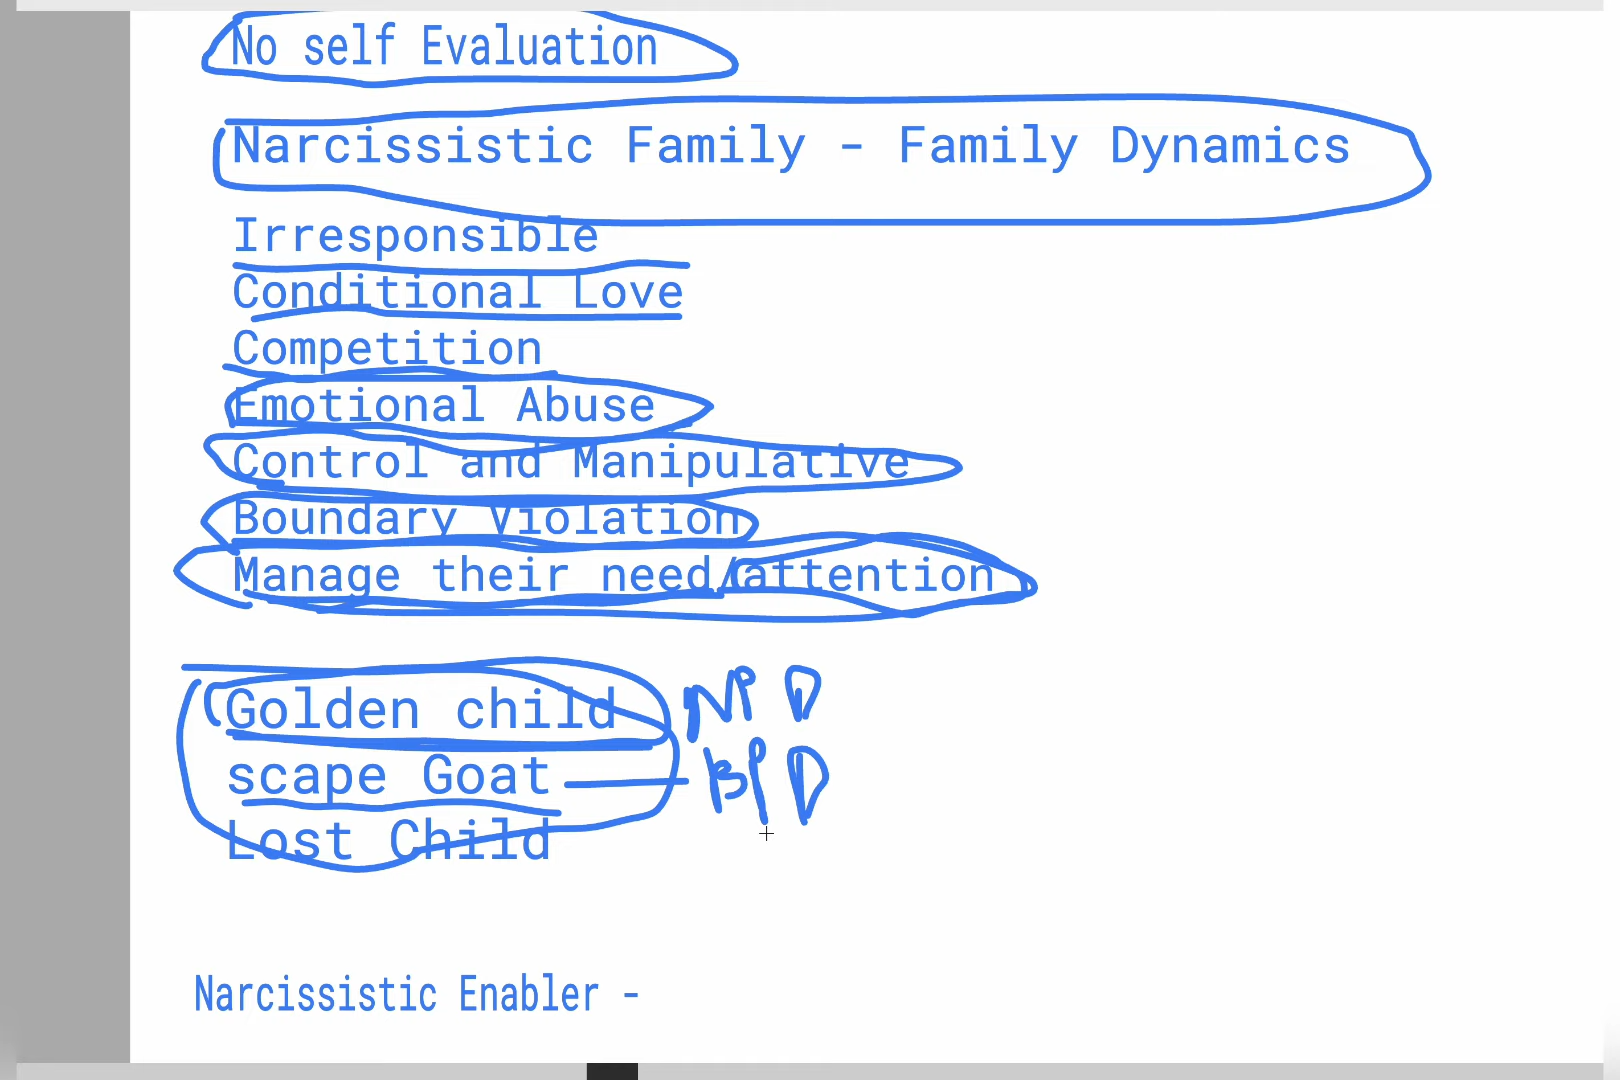 No self Evaluation
Narcissistic Family - Family Dynamics
Irresponsible
Conditional Love
Competition
Emotional Abuse
Control and Manipulative
Boundary Violation
Manage their need/attention
Golden child NPD
scape Goat BPD
Lost Child
Narcissistic Enabler -